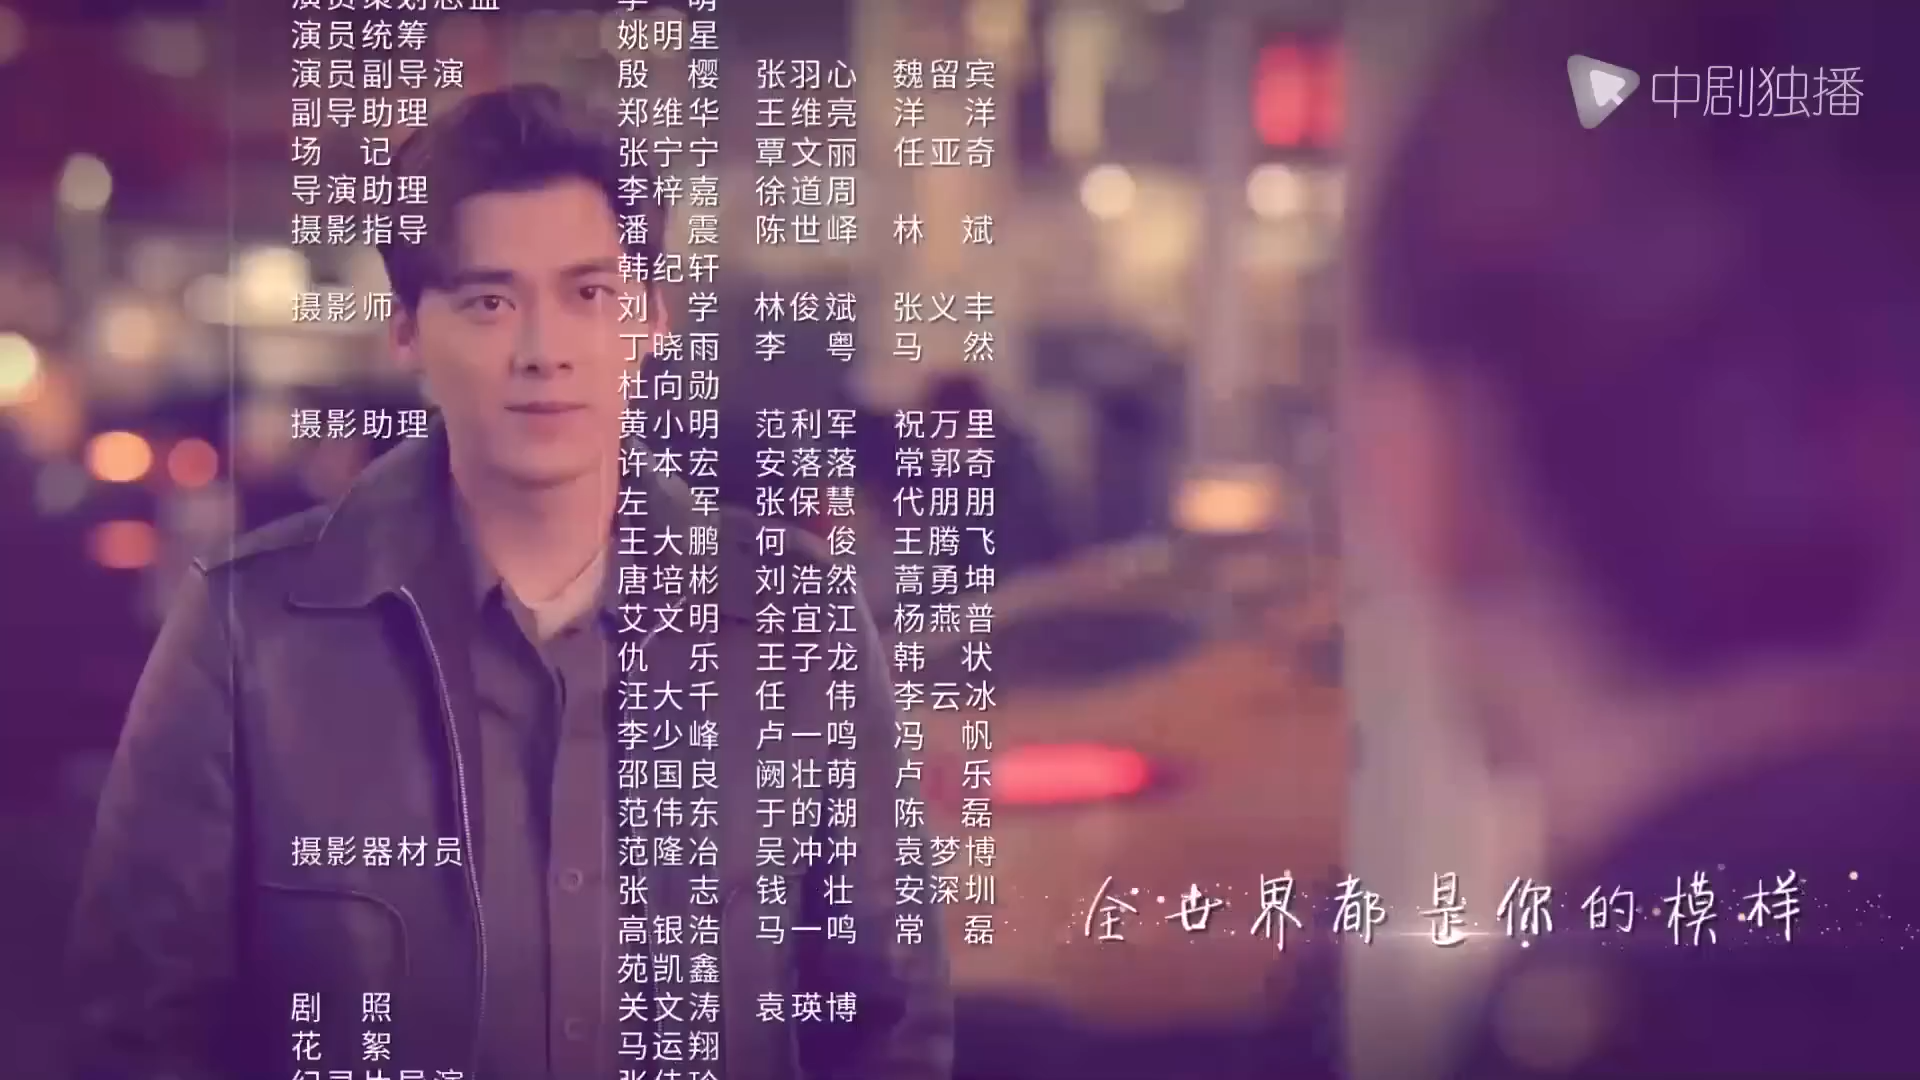 中剧独播
演员统筹 姚明星
演员副导演 殷樱 张羽心 魏留宾
副导助理 郑维华 王维亮 洋洋
场记 张宁宁 覃文丽 任亚奇
导演助理 李梓嘉 徐道周
摄影指导 潘震 陈世峄 林斌
韩纪轩
摄影师 刘学 林俊斌 张义丰
丁晓雨 李粤 马然
杜向勋
摄影助理 黄小明 范利军 祝万里
许本宏 安落落 常郭奇
左军 张保慧 代朋朋
王大鹏 何俊 王腾飞
唐培彬 刘浩然 蒿勇坤
艾文明 余宜江 杨燕普
仇乐 王子龙 韩状
汪大千 任伟 李云冰
李少峰 卢一鸣 冯帆
邵国良 阙壮萌 卢乐
范伟东 于的湖 陈磊
摄影器材员 范隆冶 吴冲冲 袁梦博
张志 钱壮 安深圳
高银浩 马一鸣 常磊
苑凯鑫
剧照 关文涛 袁瑛博
花絮 马运翔
全世界都是你的模样